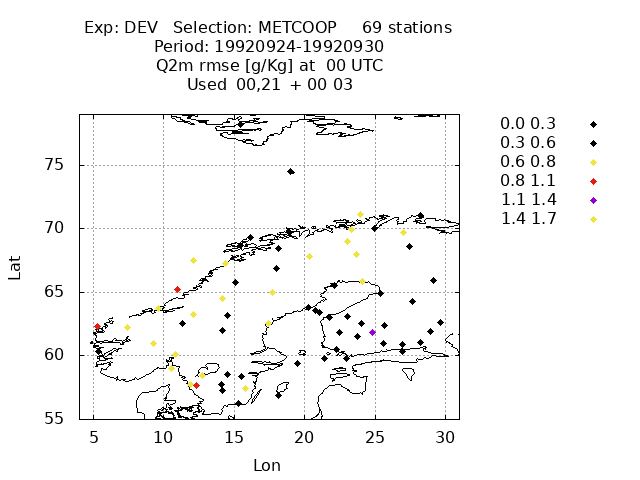 Exp: DEV Selection: METCOOP 69 stations
Period: 19920924-19920930
Q2m rmse [g/Kg] at 00 UTC
Used 00,21 + 00 03
0.0 0.3
0.3 0.6
0.6 0.8
0.8 1.1
1.1 1.4
1.4 1.7
75
70
65
60
55
Lat
5 10 15 20 25 30
Lon